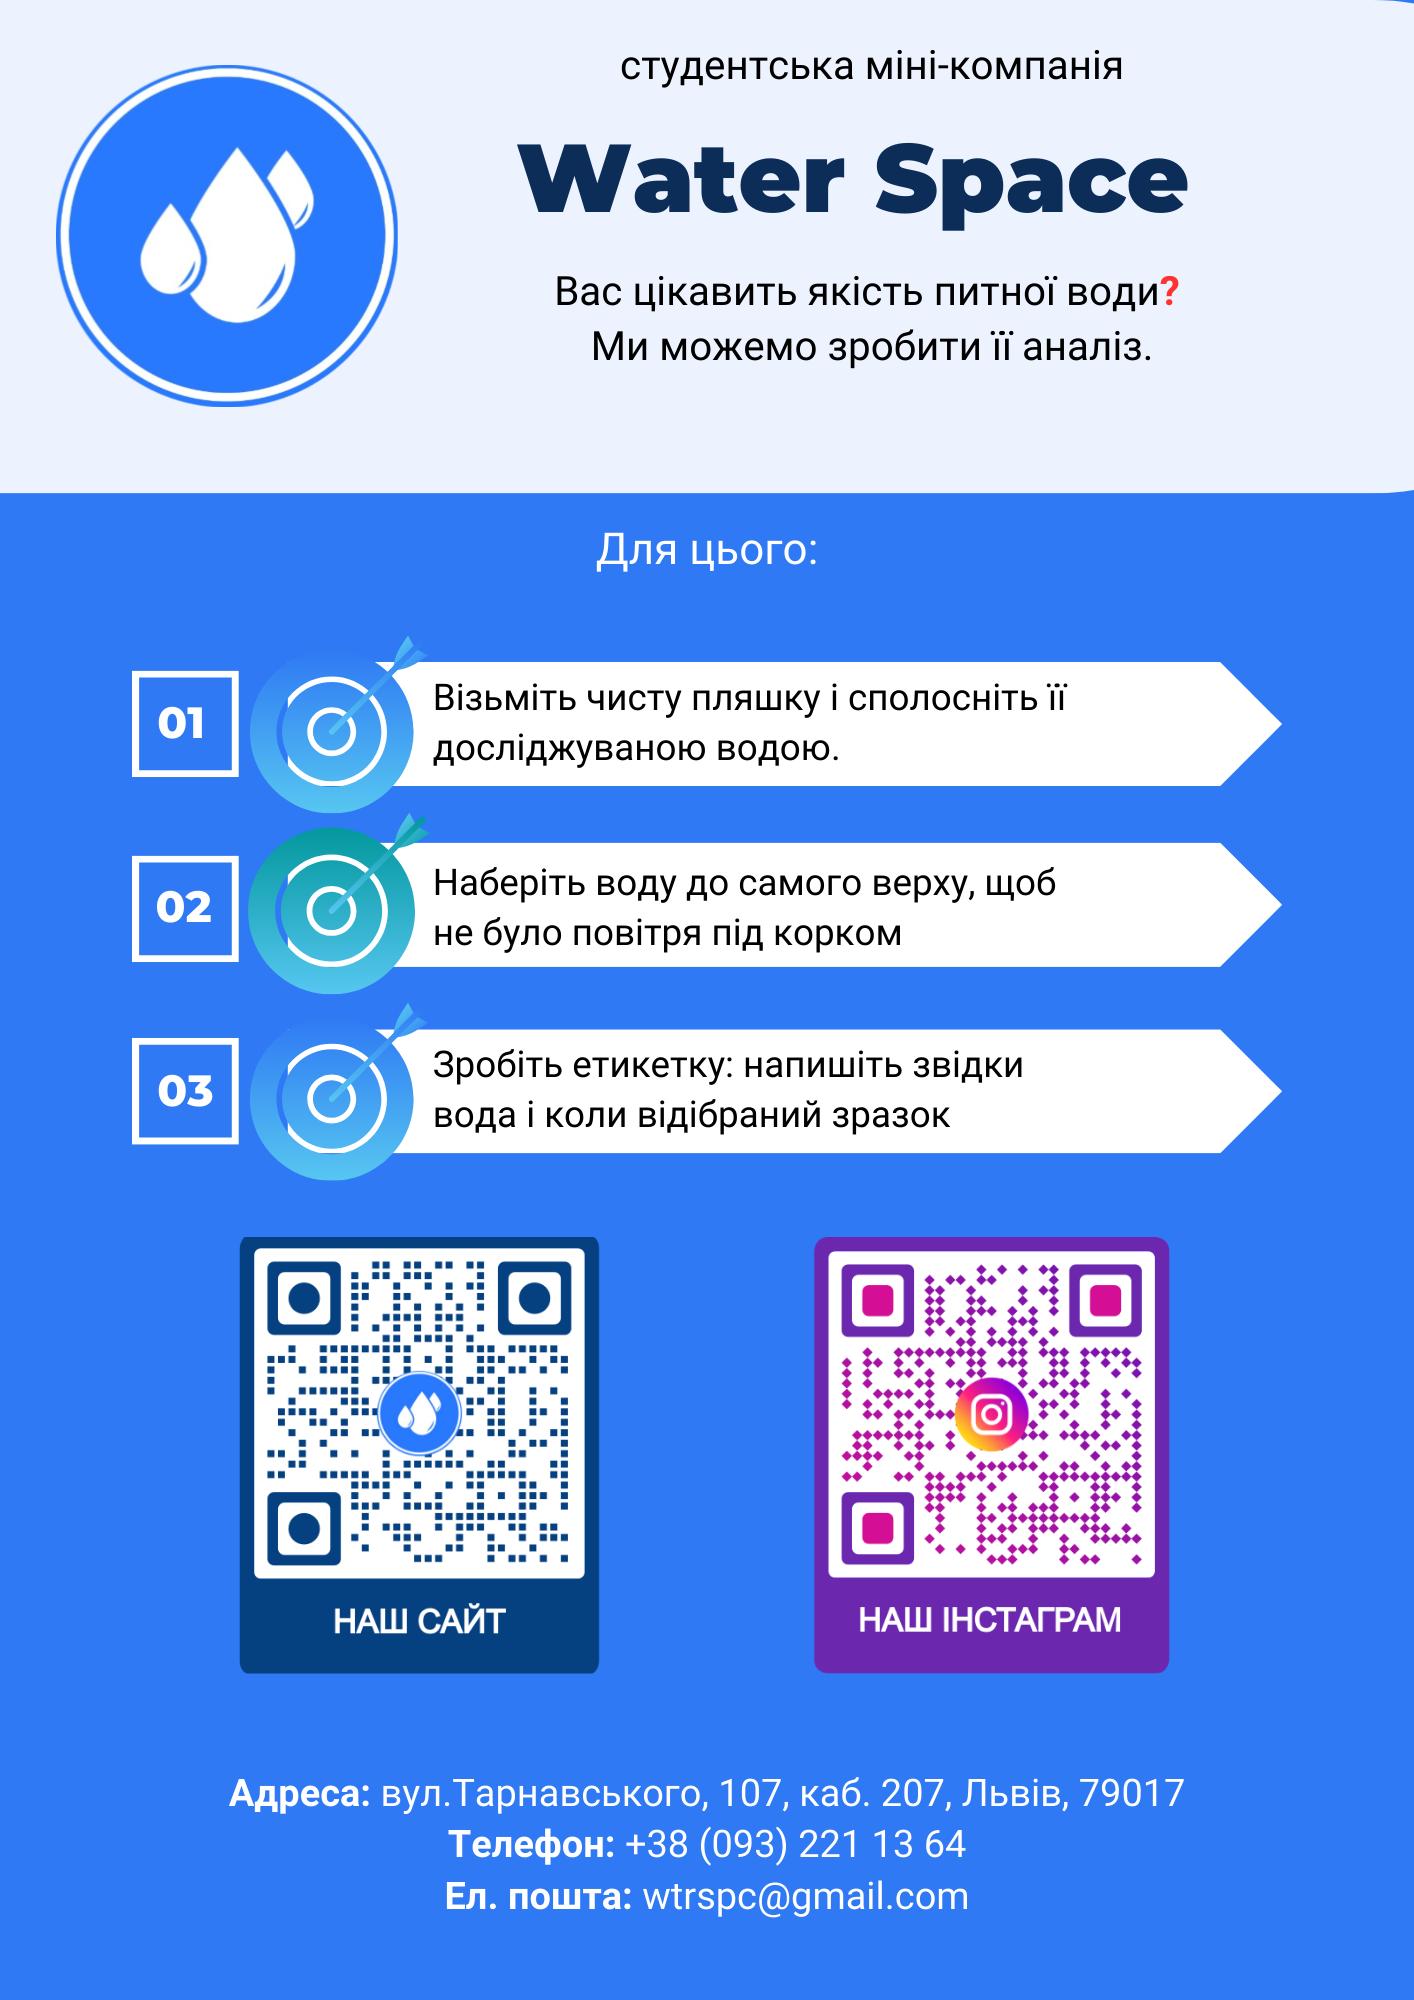 студентська міні-компанія
Water Space
Вас цікавить якість питної води?
Ми можемо зробити її аналіз.
Для цього:
01
Візьміть чисту пляшку і сполосніть її
досліджуваною водою.
02
Наберіть воду до самого верху, щоб
не було повітря під корком
03
Зробіть етикетку: напишіть звідки
вода і коли відібраний зразок
НАШ САЙТ
НАШ ІНСТАГРАМ
Адреса: вул.Тарнавського, 107, каб. 207, Львів, 79017
Телефон: +38 (093) 221 13 64
Ел. пошта: wtrspc@gmail.com